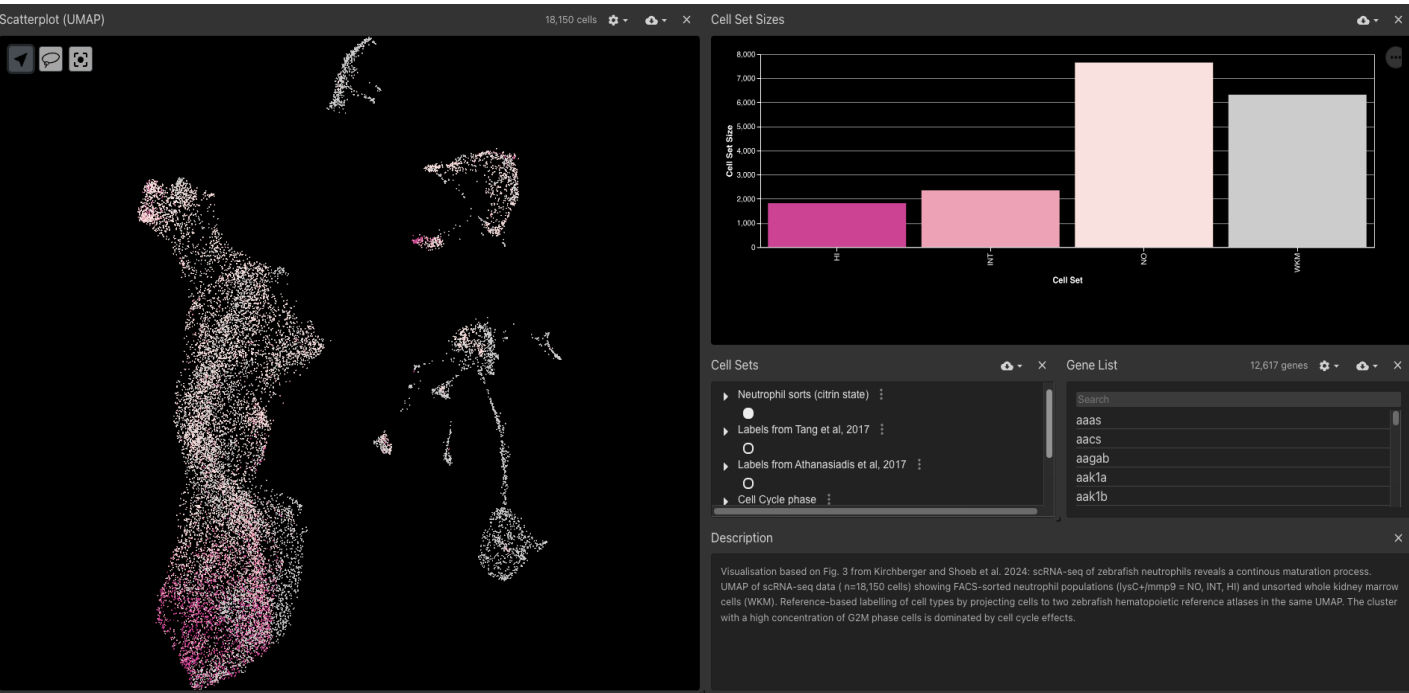 Scatterplot (UMAP)
18,150 cells
Cell Set Sizes
8,000
7,000
6,000
5,000
4,000
3,000
2,000
1,000
0
Cell Set Size
HI
INT
NO
WKM
Cell Set
Cell Sets
Neutrophil sorts (citrin state)
Labels from Tang et al, 2017
Labels from Athanasiadis et al, 2017
Cell Cycle phase
Gene List
12,617 genes
Search
aaas
aacs
aagab
aak1a
aak1b
Description
Visualisation based on Fig. 3 from Kirchberger and Shoeb et al. 2024: scRNA-seq of zebrafish neutrophils reveals a continous maturation process.
UMAP of scRNA-seq data ( n=18,150 cells) showing FACS-sorted neutrophil populations (lysC+/mmp9 = NO, INT, HI) and unsorted whole kidney marrow
cells (WKM). Reference-based labelling of cell types by projecting cells to two zebrafish hematopoietic reference atlases in the same UMAP. The cluster
with a high concentration of G2M phase cells is dominated by cell cycle effects.